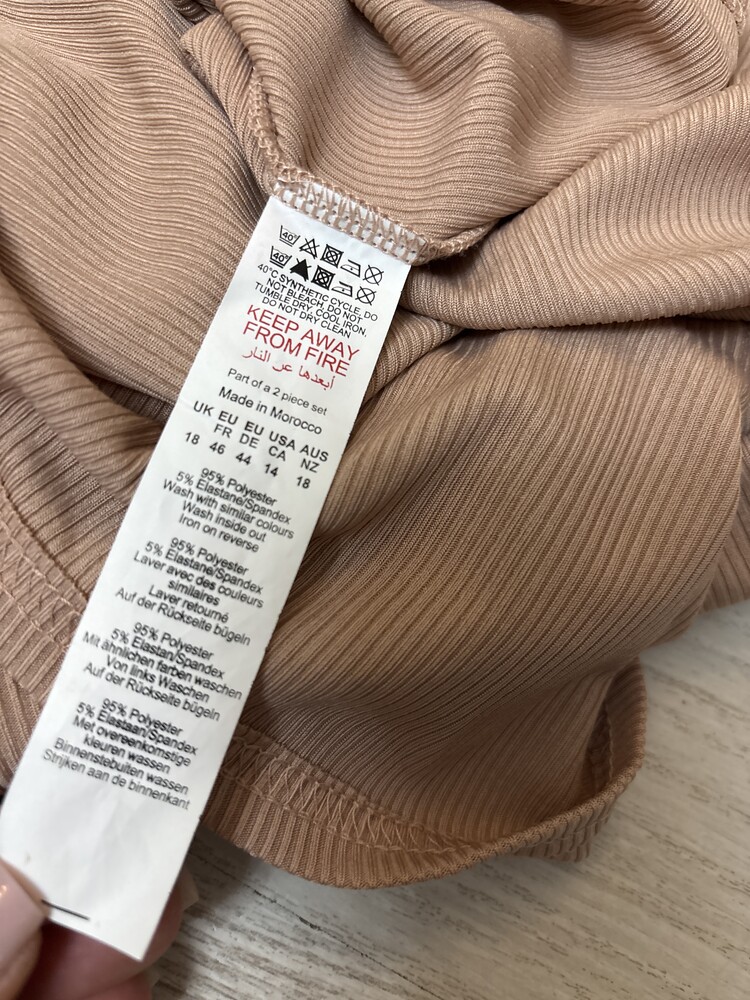 40°
40°
40°C SYNTHETIC CYCLE, DO
NOT BLEACH, DO NOT
TUMBLE DRY, COOL IRON,
DO NOT DRY CLEAN
KEEP AWAY
FROM FIRE
أبعدها عن النار
Part of a 2 piece set
Made in Morocco
UK EU EU USA AUS
FR DE CA NZ
18 46 44 14 18
95% Polyester
5% Elastane/Spandex
Wash with similar colours
Wash inside out
Iron on reverse
95% Polyester
5% Elastane/Spandex
Laver avec des couleurs
similaires
Laver retourné
Auf der Rückseite bügeln
95% Polyester
5% Elastan/Spandex
Mit ähnlichen farben waschen
Von links Waschen
Auf der Rückseite bügeln
95% Polyester
5% Elastaan/Spandex
Met overeenkomstige
kleuren wassen
Binnenstebuiten wassen
Strijken aan de binnenkant